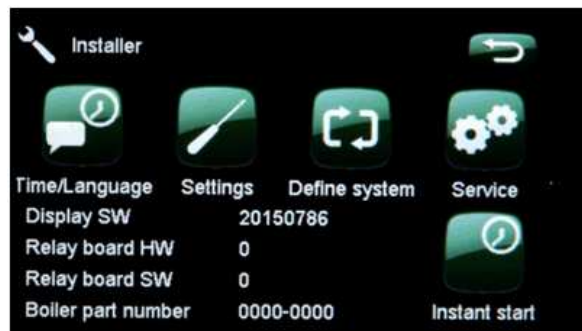 Installer
Time/Language Settings Define system Service
Display SW 20150786
Relay board HW 0
Relay board SW 0
Boiler part number 0000-0000
Instant start